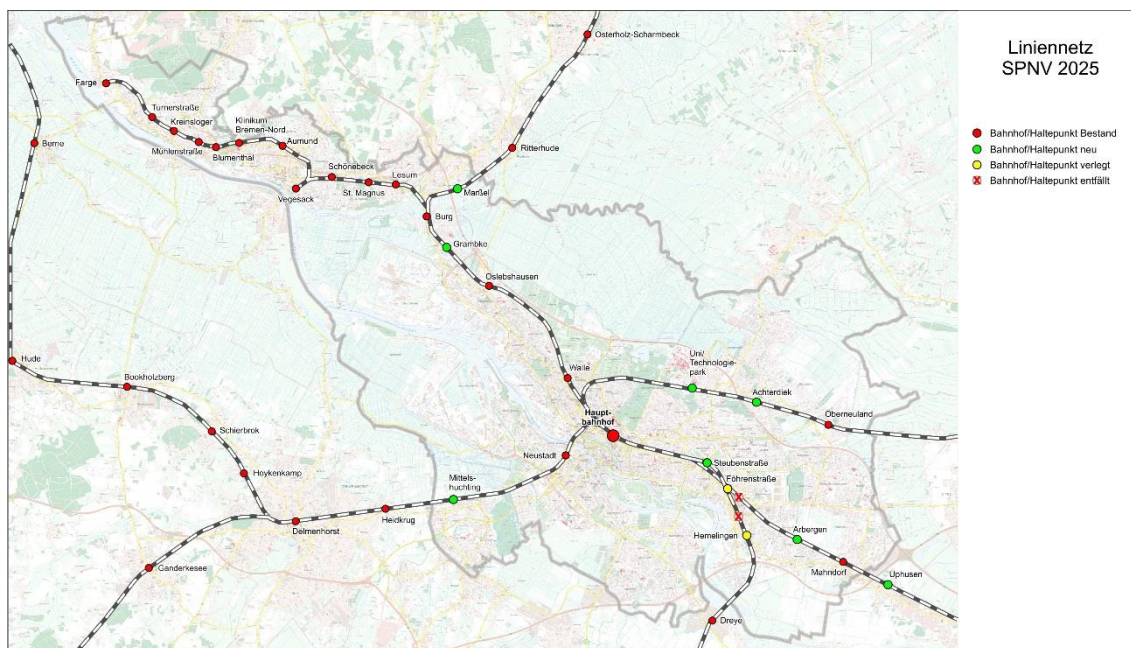 Liniennetz
SPNV 2025
Bahnhof/Haltepunkt Bestand
Bahnhof/Haltepunkt neu
Bahnhof/Haltepunkt verlegt
Bahnhof/Haltepunkt entfällt
Osterholz-Scharmbeck
Farge
Turnerstraße
Kreinsloger
Klinikum
Bremen-Nord
Aumund
Mühlenstraße
Blumenthal
Berne
Ritterhude
Schönebeck
Lesum
St. Magnus
Vegesack
Marßel
Burg
Grambke
Oslebshausen
Hude
Bookholzberg
Walle
Uni/
Technologie-
park
Achterdiek
Oberneuland
Haupt-
bahnhof
Schierbrok
Neustadt
Steubenstraße
Föhrenstraße
Hoykenkamp
Mittels-
huchting
Heidkrug
Delmenhorst
Hemelingen
Arbergen
Mahndorf
Uphusen
Ganderkesee
Dreye